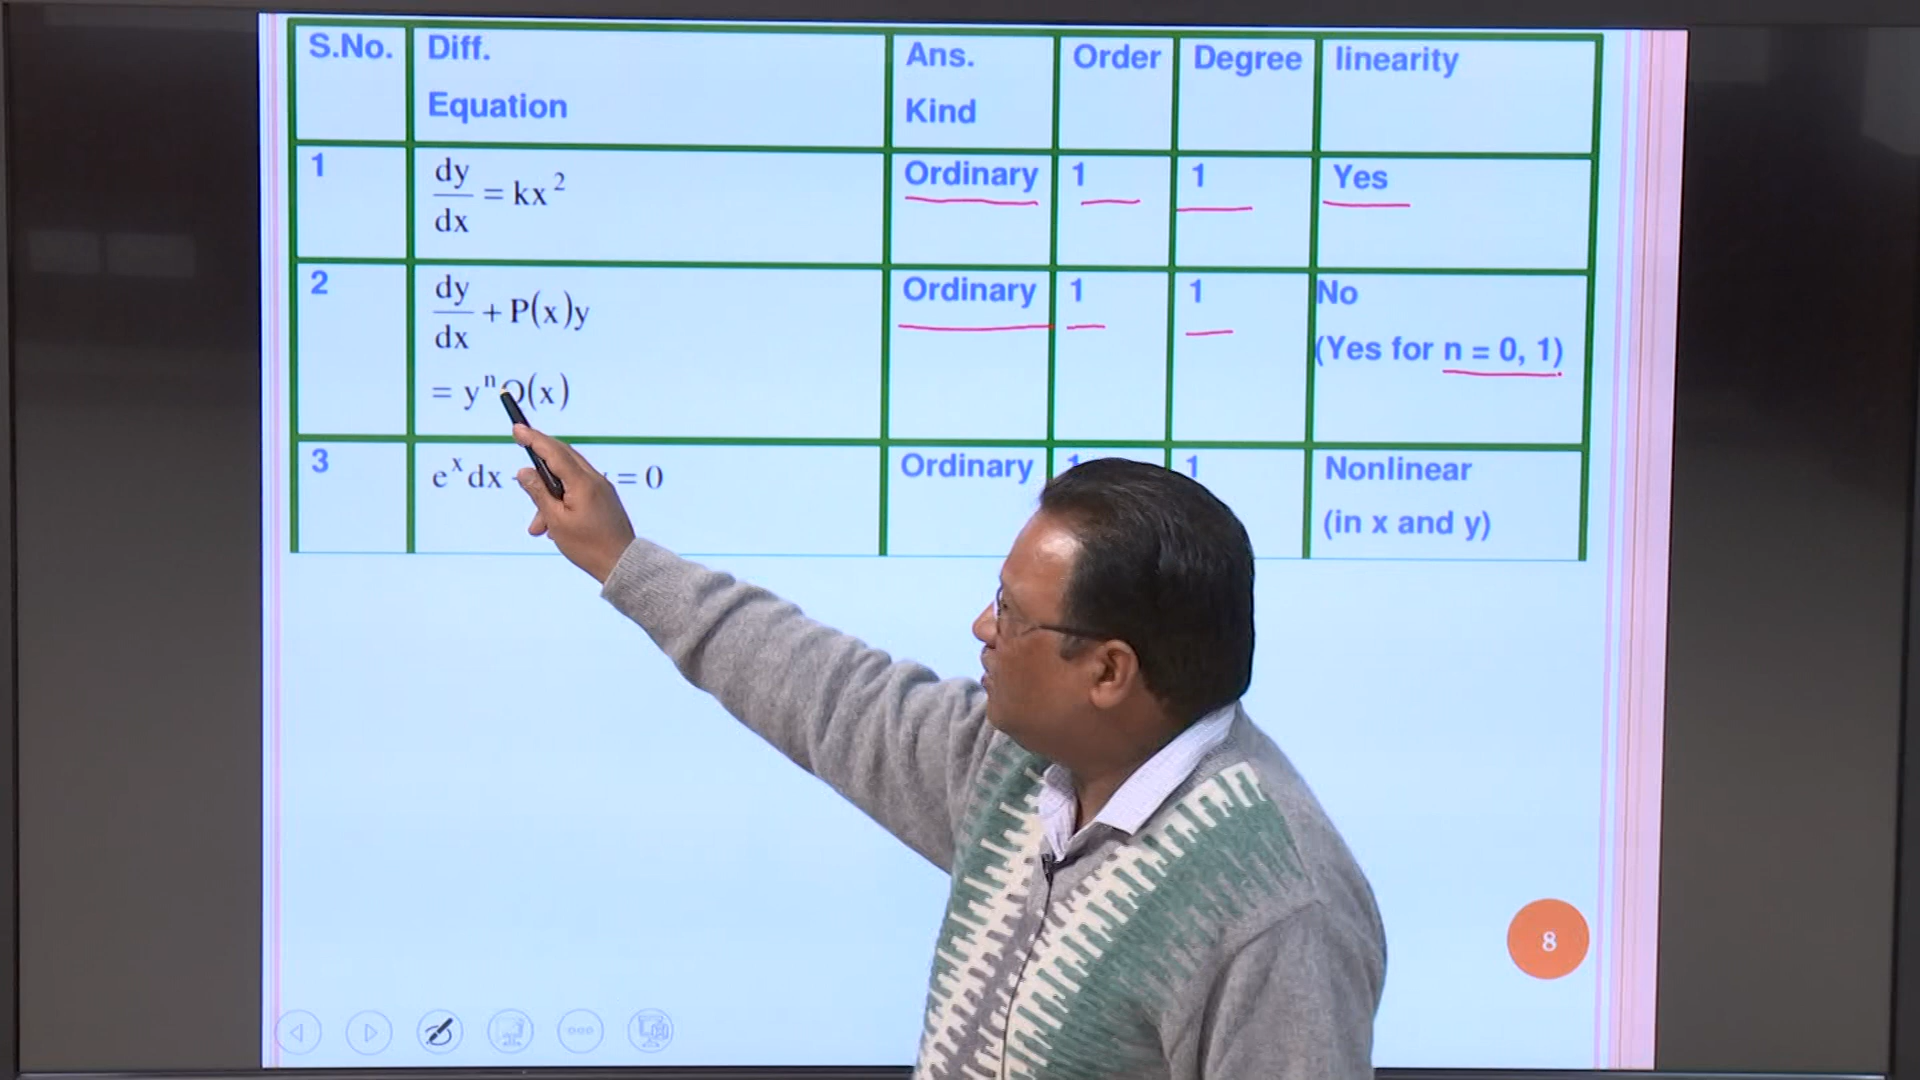 S.No. Diff. Equation Ans. Kind Order Degree linearity
1 dy/dx = kx² Ordinary 1 1 Yes
2 dy/dx + P(x)y Ordinary 1 1 No
= yⁿQ(x) (Yes for n = 0, 1)
3 eˣdx = 0 Ordinary 1 1 Nonlinear
(in x and y)
8